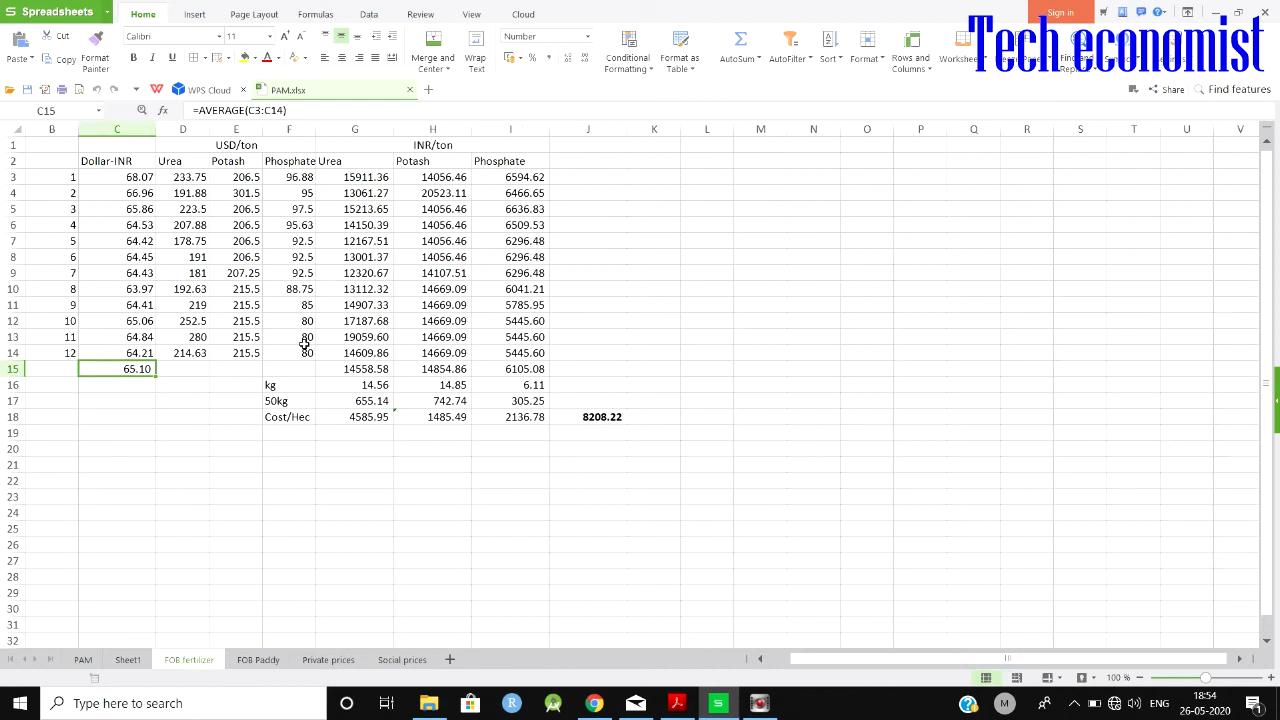 Spreadsheets Home Insert Page Layout Formulas Data Review View Cloud Sign in
Tech economist
Cut Calibri 11 Number
Paste Copy Format Painter Merge and Center Wrap Text Conditional Formatting Format as Table AutoSum AutoFilter Sort Format Rows and Columns
WPS Cloud PAM.xlsx Share Find features
C15 =AVERAGE(C3:C14)
B C D E F G H I J K L M N O P Q R S T U V
1 USD/ton INR/ton
2 Dollar-INR Urea Potash Phosphate Urea Potash Phosphate
3 1 68.07 233.75 206.5 96.88 15911.36 14056.46 6594.62
4 2 66.96 191.88 301.5 95 13061.27 20523.11 6466.65
5 3 65.86 223.5 206.5 97.5 15213.65 14056.46 6636.83
6 4 64.53 207.88 206.5 95.63 14150.39 14056.46 6509.53
7 5 64.42 178.75 206.5 92.5 12167.51 14056.46 6296.48
8 6 64.45 191 206.5 92.5 13001.37 14056.46 6296.48
9 7 64.43 181 207.25 92.5 12320.67 14107.51 6296.48
10 8 63.97 192.63 215.5 88.75 13112.32 14669.09 6041.21
11 9 64.41 219 215.5 85 14907.33 14669.09 5785.95
12 10 65.06 252.5 215.5 80 17187.68 14669.09 5445.60
13 11 64.84 280 215.5 80 19059.60 14669.09 5445.60
14 12 64.21 214.63 215.5 80 14609.86 14669.09 5445.60
15 65.10 14558.58 14854.86 6105.08
16 kg 14.56 14.85 6.11
17 50kg 655.14 742.74 305.25
18 Cost/Hec 4585.95 1485.49 2136.78 8208.22
19
20
21
22
23
24
25
26
27
28
29
30
31
32
PAM Sheet1 FOB fertilizer FOB Paddy Private prices Social prices
100 %
Type here to search
ENG 18:54
26-05-2020